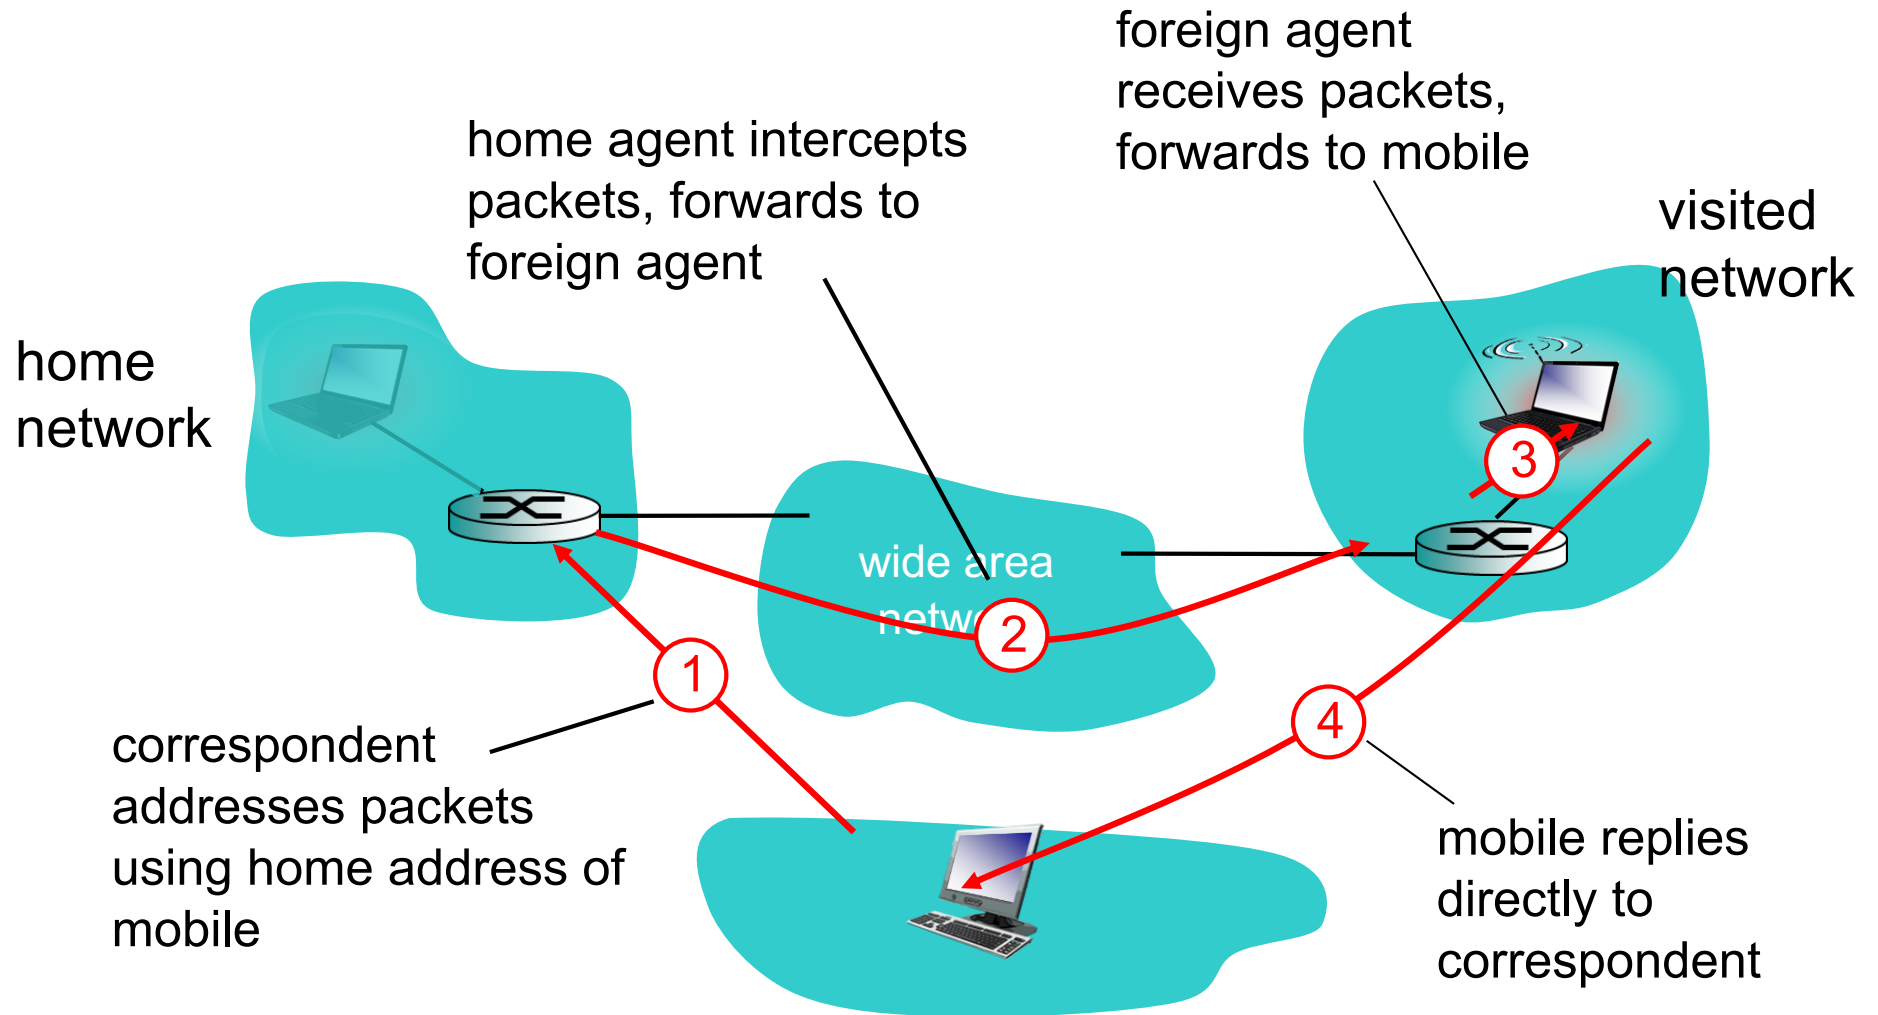 foreign agent
receives packets,
forwards to mobile
home agent intercepts
packets, forwards to
foreign agent
visited
network
home
network
3
wide area
2
1
4
correspondent
addresses packets
using home address of
mobile
mobile replies
directly to
correspondent